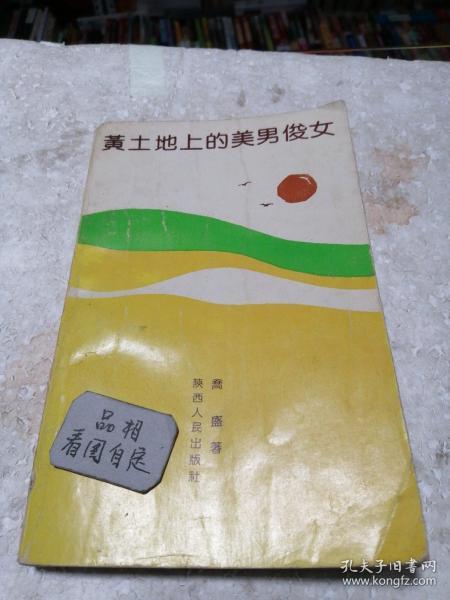 黃土地上的美男俊女
喬盛著
陝西人民出版社
品相
看图自定
孔夫子旧书网
www.kongfz.com